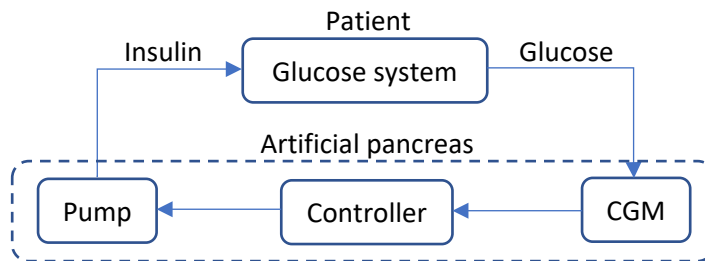 Patient
Insulin
Glucose system
Glucose
Artificial pancreas
Pump
Controller
CGM